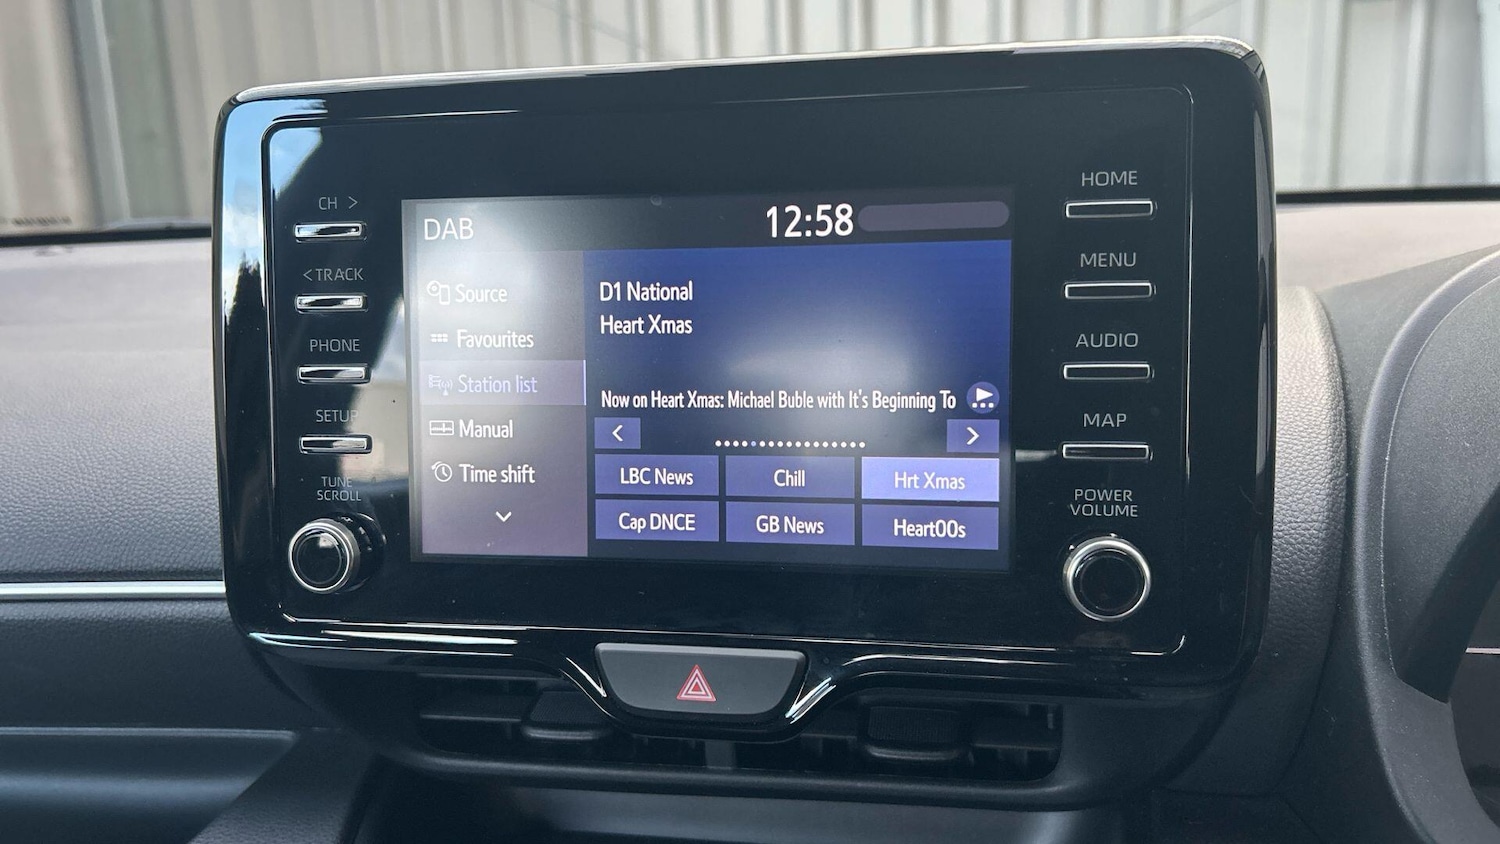 CH >
< TRACK
PHONE
SETUP
TUNE
SCROLL
DAB
12:58
Source
Favourites
Station list
Manual
Time shift
D1 National
Heart Xmas
Now on Heart Xmas: Michael Buble with It's Beginning To
LBC News
Chill
Hrt Xmas
Cap DNCE
GB News
Heart00s
HOME
MENU
AUDIO
MAP
POWER
VOLUME